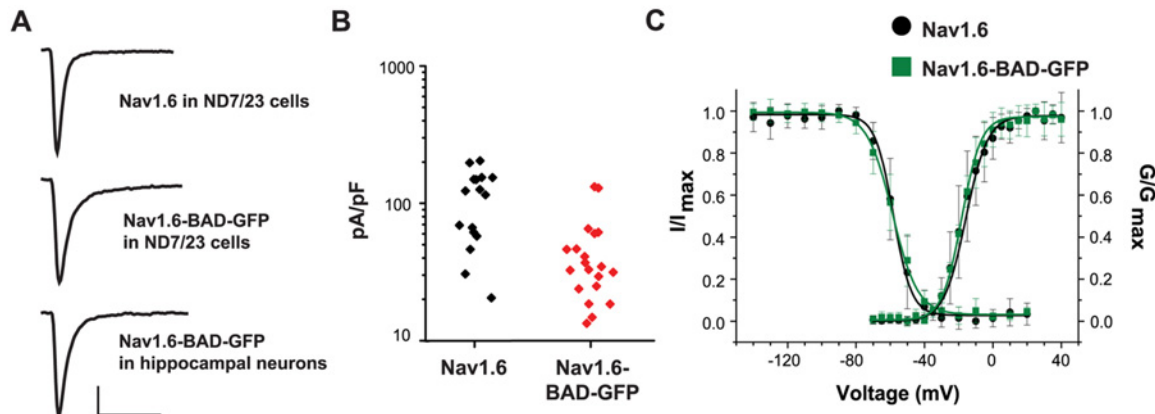 A
Nav1.6 in ND7/23 cells
Nav1.6-BAD-GFP
in ND7/23 cells
Nav1.6-BAD-GFP
in hippocampal neurons
B
pA/pF
1000
100
10
Nav1.6
Nav1.6-
BAD-GFP
C
Nav1.6
Nav1.6-BAD-GFP
I/Imax
1.0
0.8
0.6
0.4
0.2
0.0
1.0
0.8
0.6
0.4
0.2
0.0
G/G max
-120
-80
-40
0
40
Voltage (mV)